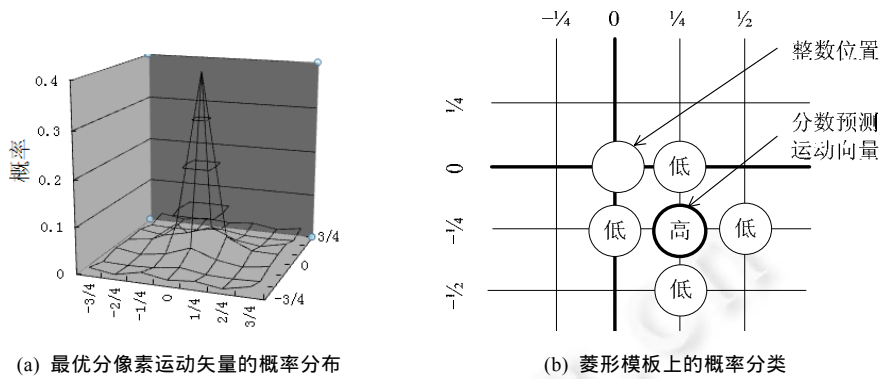 概率
0.4
0.3
0.2
0.1
0
-3/4
-2/4
-1/4
0
1/4
2/4
3/4
3/4
0
-3/4
(a) 最优分像素运动矢量的概率分布
-¼ 0 ¼ ½
¼
0
-¼
-½
整数位置
分数预测
运动向量
低
低 高 低
低
(b) 菱形模板上的概率分类